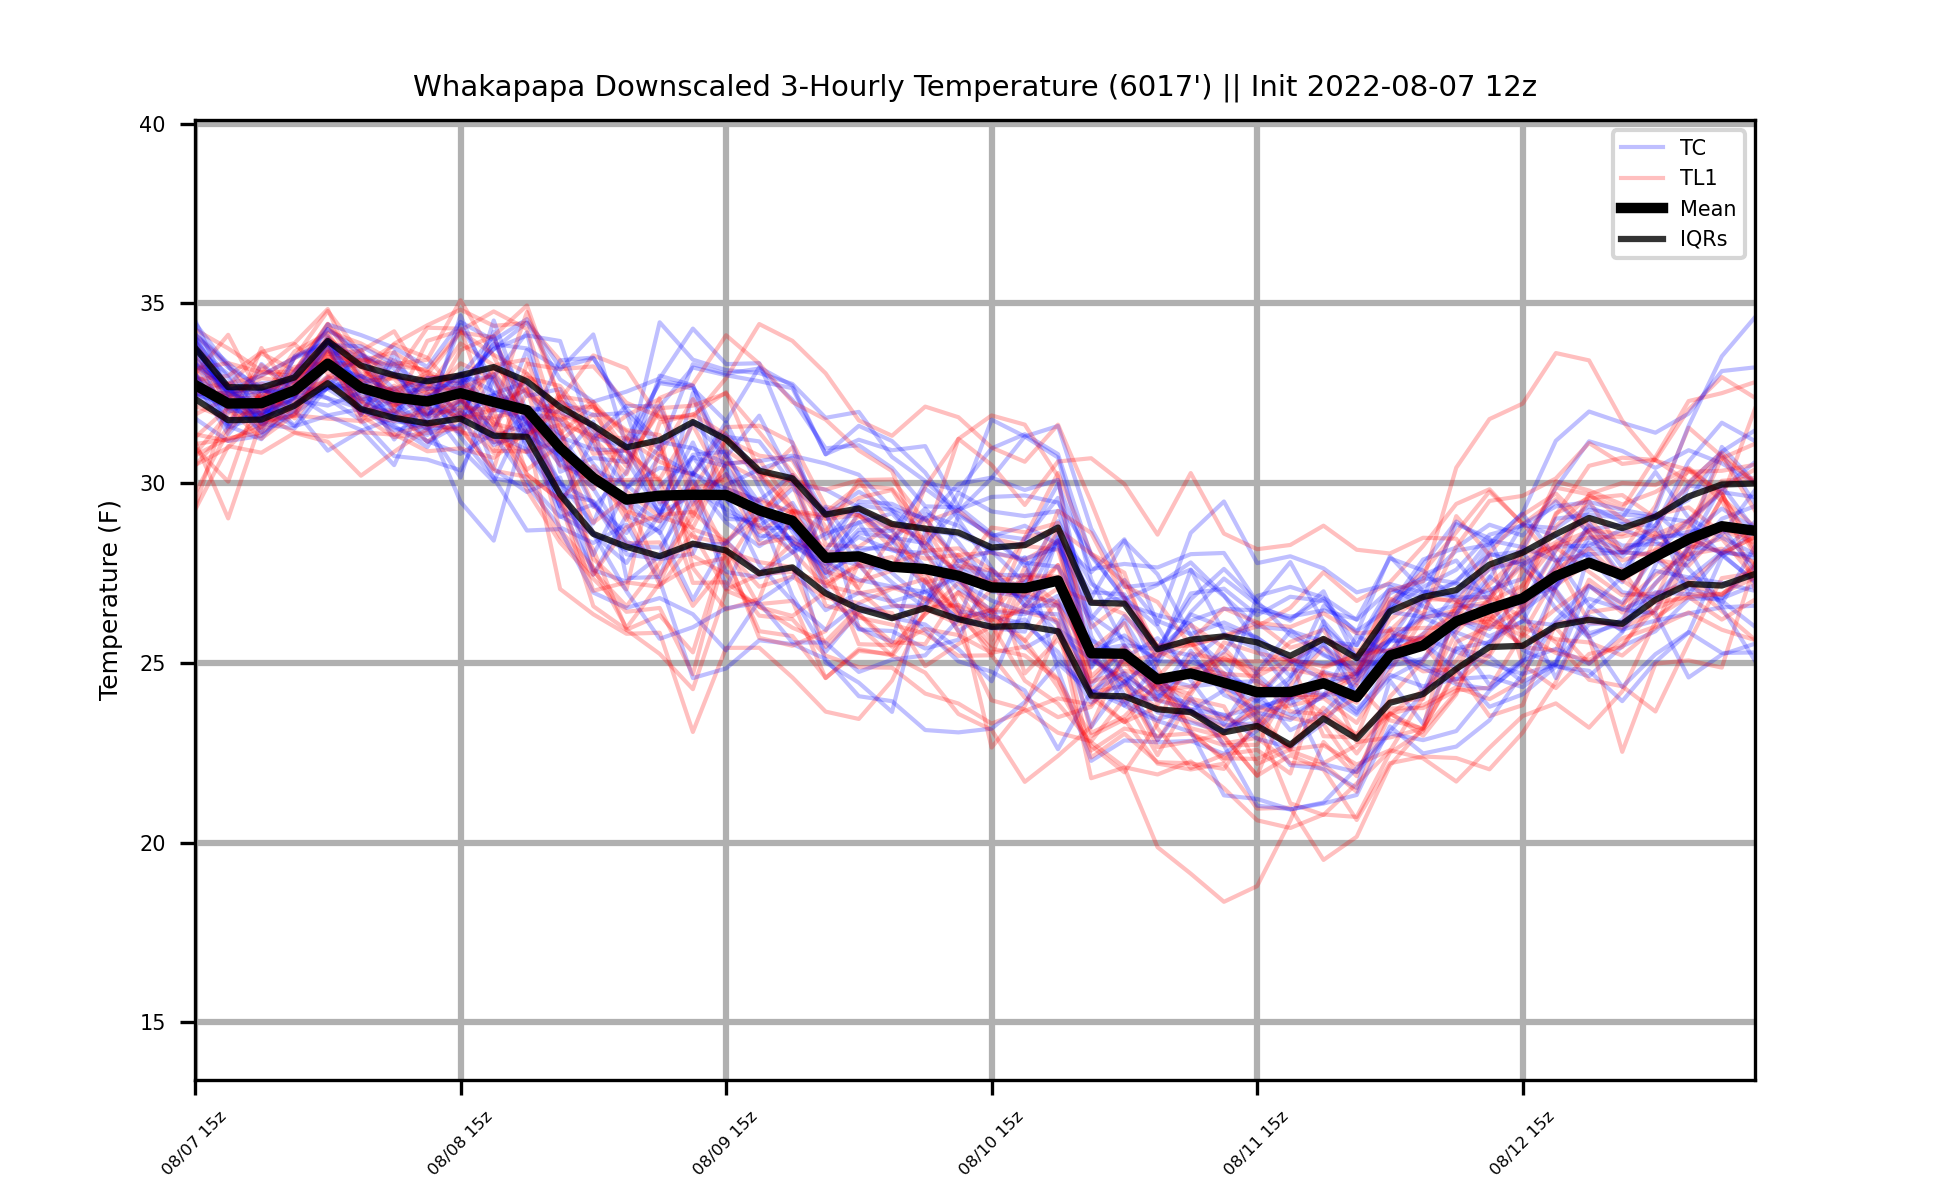 Whakapapa Downscaled 3-Hourly Temperature (6017') || Init 2022-08-07 12z
TC
TL1
Mean
IQRs
Temperature (F)
40
35
30
25
20
15
08/07 15z
08/08 15z
08/09 15z
08/10 15z
08/11 15z
08/12 15z